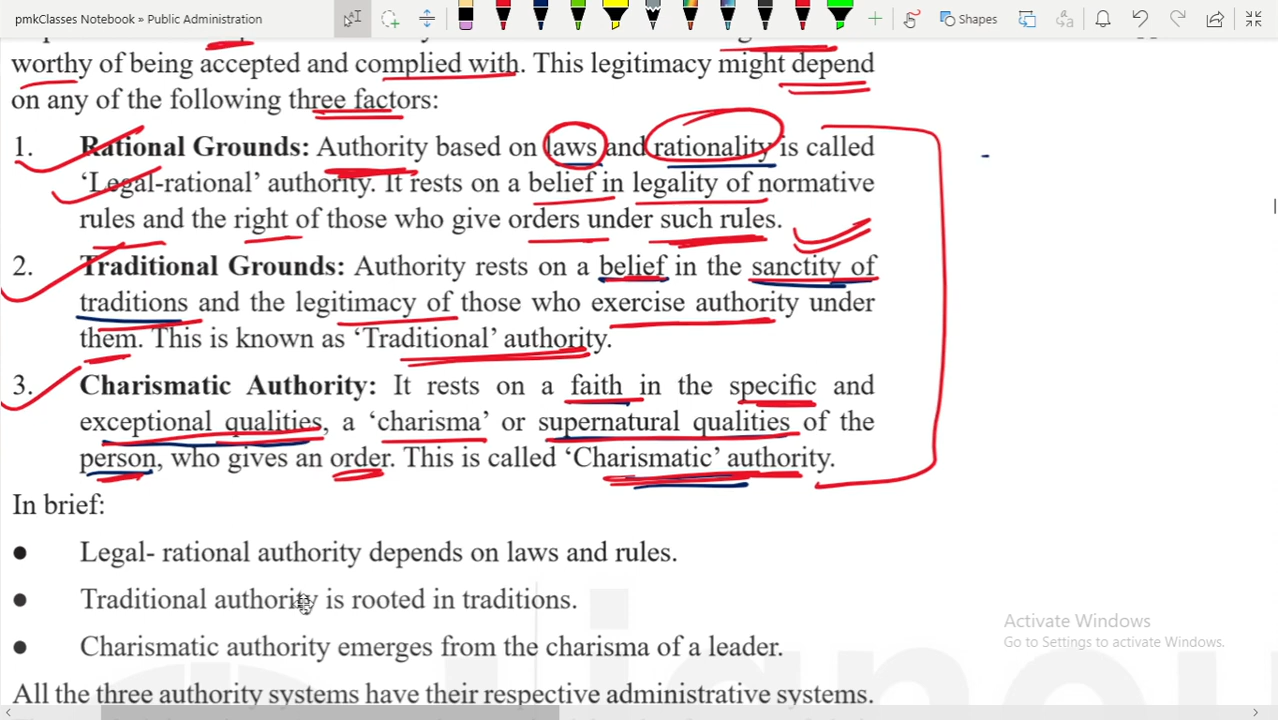 pmkClasses Notebook » Public Administration
Shapes
worthy of being accepted and complied with. This legitimacy might depend
on any of the following three factors:
1. Rational Grounds: Authority based on laws and rationality is called
‘Legal-rational’ authority. It rests on a belief in legality of normative
rules and the right of those who give orders under such rules.
2. Traditional Grounds: Authority rests on a belief in the sanctity of
traditions and the legitimacy of those who exercise authority under
them. This is known as ‘Traditional’ authority.
3. Charismatic Authority: It rests on a faith in the specific and
exceptional qualities, a ‘charisma’ or supernatural qualities of the
person, who gives an order. This is called ‘Charismatic’ authority.
In brief:
● Legal- rational authority depends on laws and rules.
● Traditional authority is rooted in traditions.
● Charismatic authority emerges from the charisma of a leader.
Activate Windows
Go to Settings to activate Windows.
All the three authority systems have their respective administrative systems.